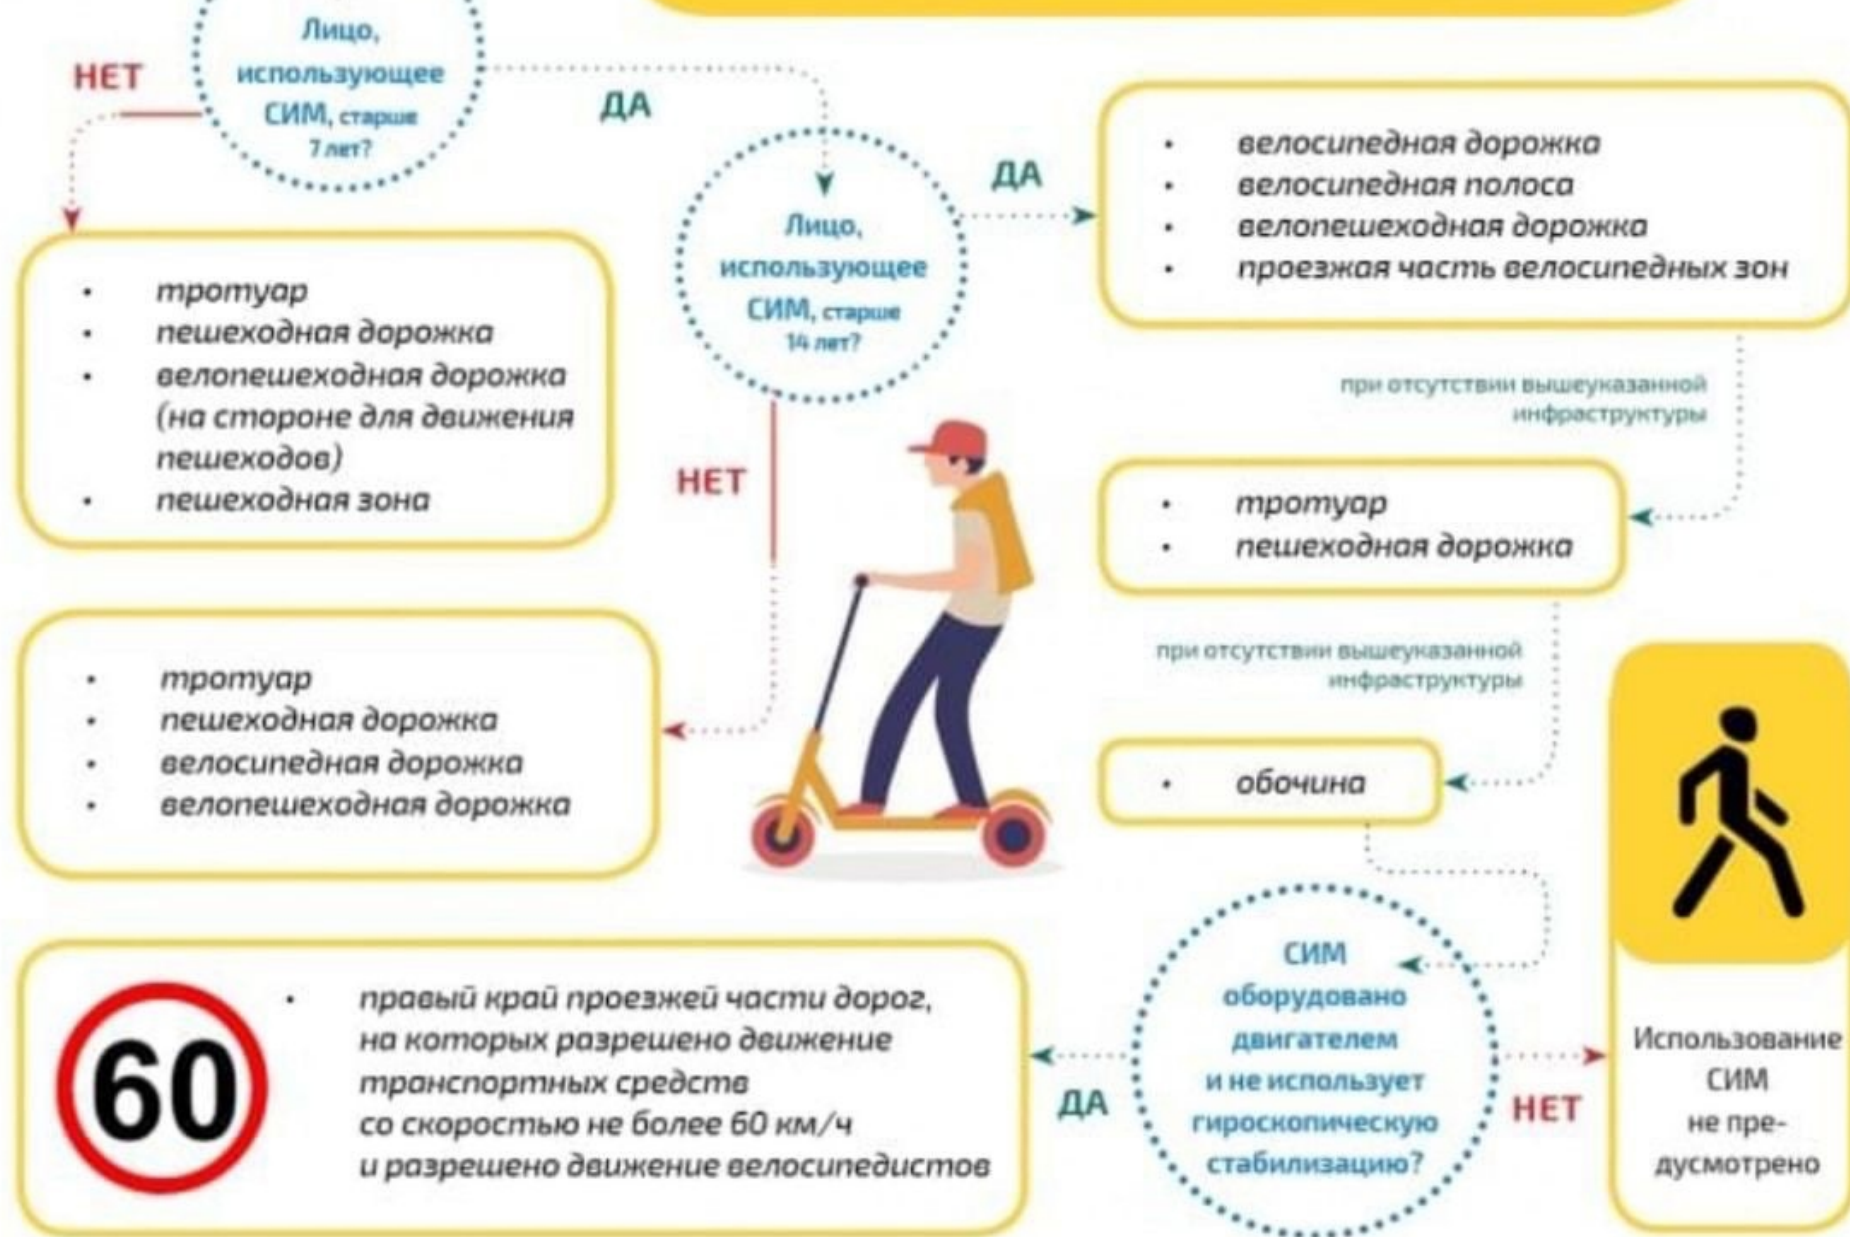 Лицо,
использующее
СИМ, старше
7 лет?
НЕТ
ДА
Лицо,
использующее
СИМ, старше
14 лет?
ДА
• велосипедная дорожка
• велосипедная полоса
• велопешеходная дорожка
• проезжая часть велосипедных зон
• тротуар
• пешеходная дорожка
• велопешеходная дорожка
(на стороне для движения
пешеходов)
• пешеходная зона
НЕТ
при отсутствии вышеуказанной
инфраструктуры
• тротуар
• пешеходная дорожка
• тротуар
• пешеходная дорожка
• велосипедная дорожка
• велопешеходная дорожка
при отсутствии вышеуказанной
инфраструктуры
• обочина
СИМ
оборудовано
двигателем
и не использует
гироскопическую
стабилизацию?
ДА
60
• правый край проезжей части дорог,
на которых разрешено движение
транспортных средств
со скоростью не более 60 км/ч
и разрешено движение велосипедистов
НЕТ
Использование
СИМ
не пре-
дусмотрено